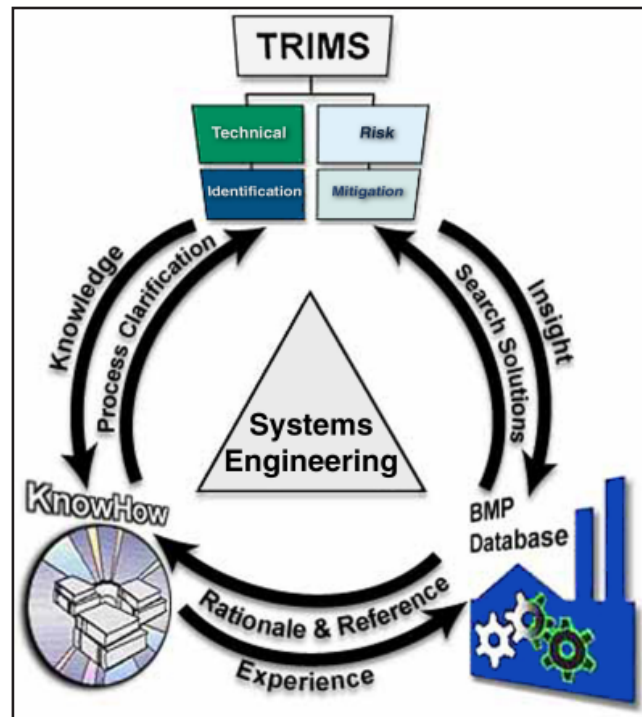 TRIMS
Technical
Risk
Identification
Mitigation
Knowledge
Process Clarification
Search Solutions
Insight
Systems
Engineering
KnowHow
BMP
Database
Rationale & Reference
Experience